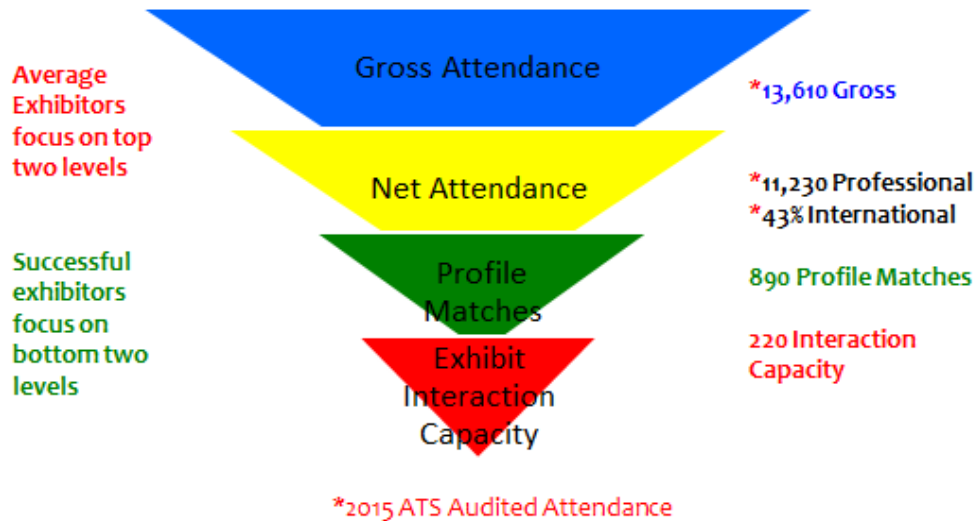 Gross Attendance
Average
Exhibitors
focus on top
two levels
*13,610 Gross
Net Attendance
*11,230 Professional
*43% International
Successful
exhibitors
focus on
bottom two
levels
Profile
Matches
890 Profile Matches
Exhibit
Interaction
Capacity
220 Interaction
Capacity
*2015 ATS Audited Attendance